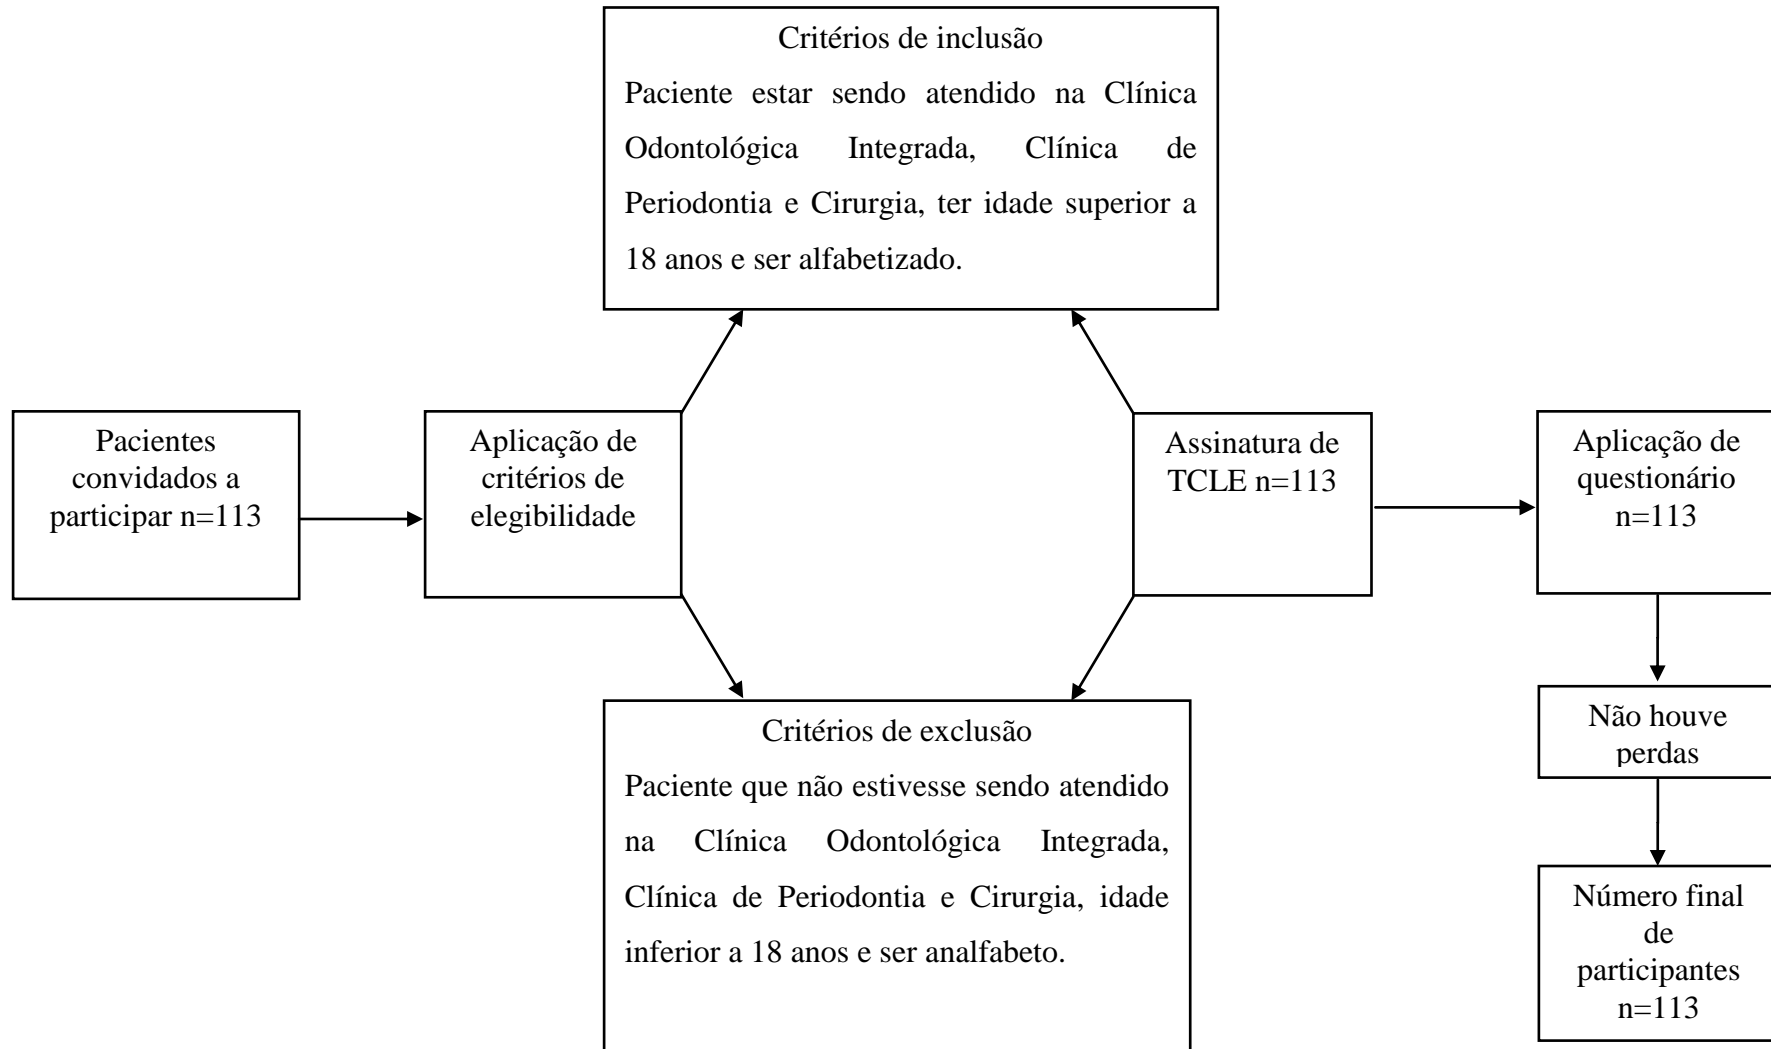 Critérios de inclusão
Paciente estar sendo atendido na Clínica
Odontológica Integrada, Clínica de
Periodontia e Cirurgia, ter idade superior a
18 anos e ser alfabetizado.
Pacientes
convidados a
participar n=113
Aplicação de
critérios de
elegibilidade
Assinatura de
TCLE n=113
Aplicação de
questionário
n=113
Critérios de exclusão
Paciente que não estivesse sendo atendido
na Clínica Odontológica Integrada,
Clínica de Periodontia e Cirurgia, idade
inferior a 18 anos e ser analfabeto.
Não houve
perdas
Número final
de
participantes
n=113